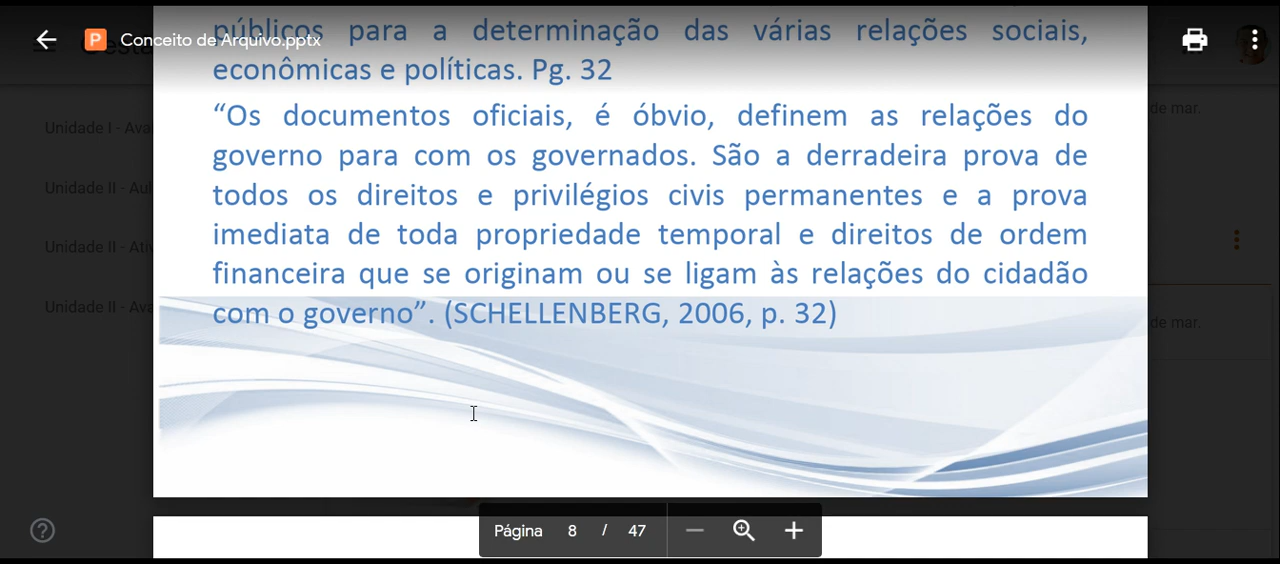 públicos para a determinação das várias relações sociais,
Conceito de Arquivo.pptx
econômicas e políticas. Pg. 32
“Os documentos oficiais, é óbvio, definem as relações do
governo para com os governados. São a derradeira prova de
todos os direitos e privilégios civis permanentes e a prova
imediata de toda propriedade temporal e direitos de ordem
financeira que se originam ou se ligam às relações do cidadão
com o governo”. (SCHELLENBERG, 2006, p. 32)
de mar.
Unidade I - Ava
Unidade II - Aul
Unidade II - Ati
Unidade II - Ava
de mar.
Página 8 / 47